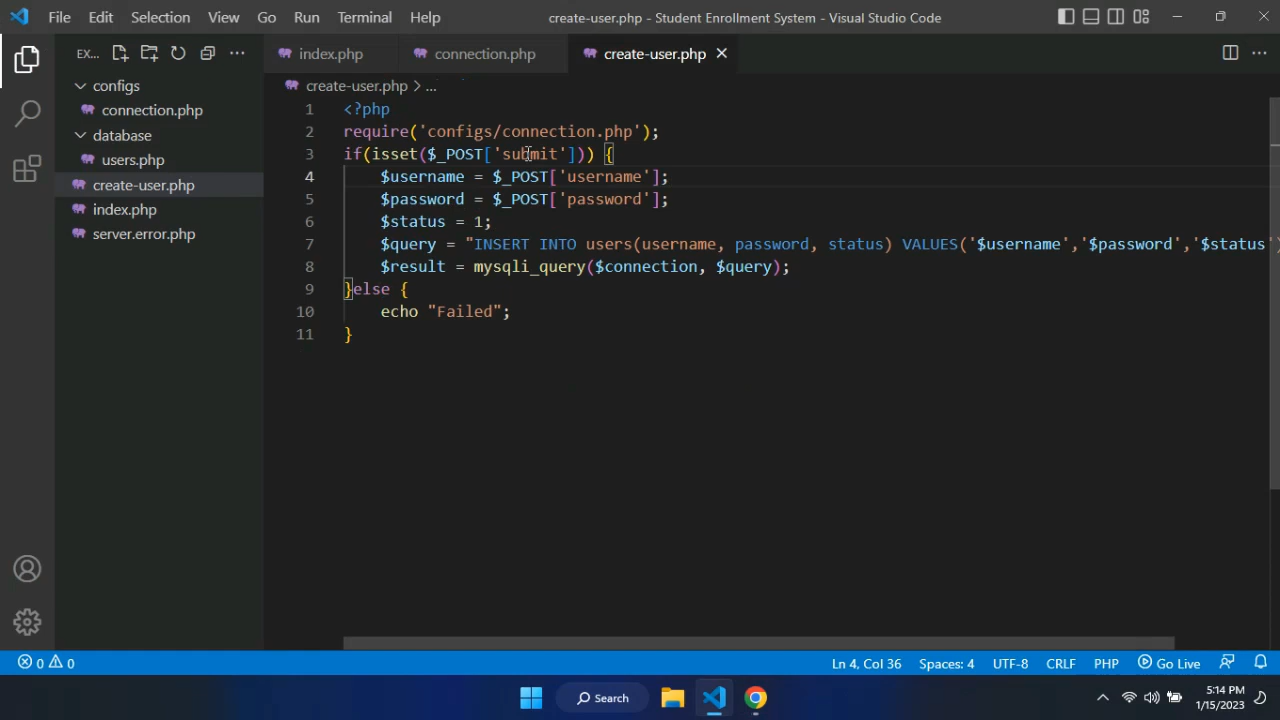 File Edit Selection View Go Run Terminal Help create-user.php - Student Enrollment System - Visual Studio Code
EX... index.php connection.php create-user.php
configs
connection.php
database
users.php
create-user.php
index.php
server.error.php
create-user.php > ...
1 <?php
2 require('configs/connection.php');
3 if(isset($_POST['submit'])) {
4 $username = $_POST['username'];
5 $password = $_POST['password'];
6 $status = 1;
7 $query = "INSERT INTO users(username, password, status) VALUES('$username','$password','$status'
8 $result = mysqli_query($connection, $query);
9 }else {
10 echo "Failed";
11 }
0 0 Ln 4, Col 36 Spaces: 4 UTF-8 CRLF PHP Go Live
Search 5:14 PM
1/15/2023